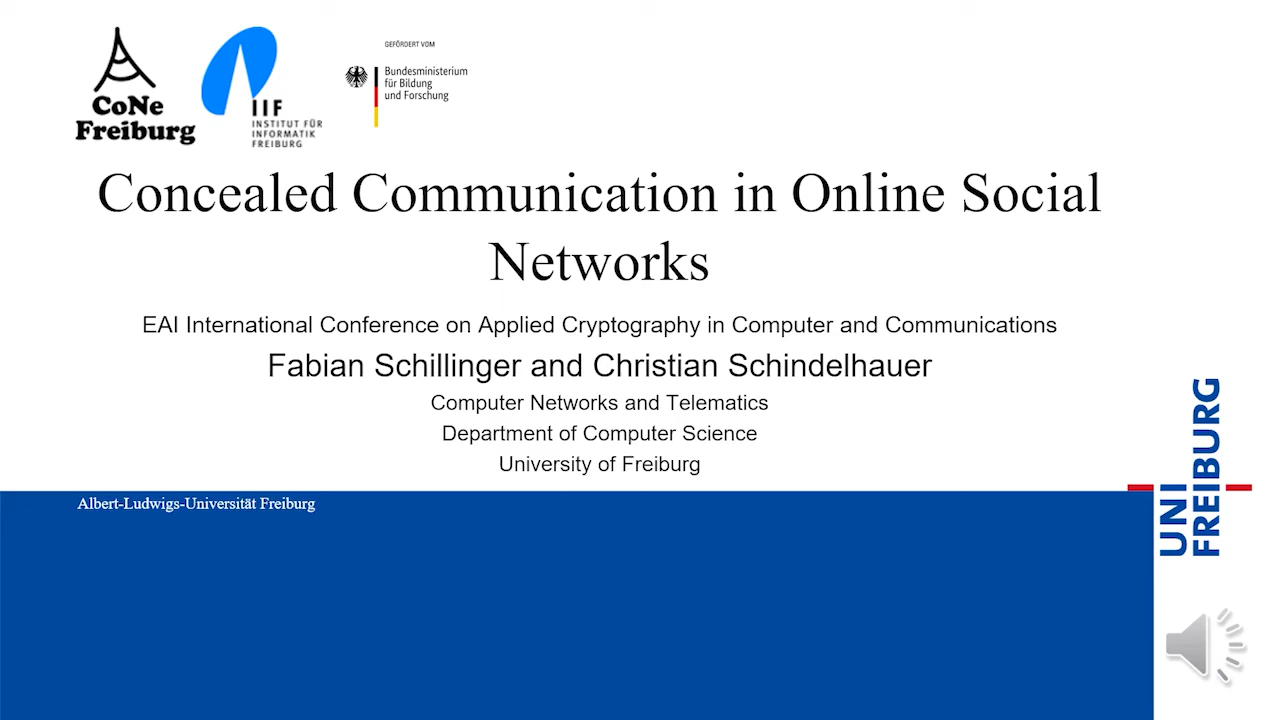 GEFÖRDERT VOM
Bundesministerium
für Bildung
und Forschung
CoNe
Freiburg
IIF
INSTITUT FÜR
INFORMATIK
FREIBURG
Concealed Communication in Online Social
Networks
EAI International Conference on Applied Cryptography in Computer and Communications
Fabian Schillinger and Christian Schindelhauer
Computer Networks and Telematics
Department of Computer Science
University of Freiburg
Albert-Ludwigs-Universität Freiburg
UNI
FREIBURG